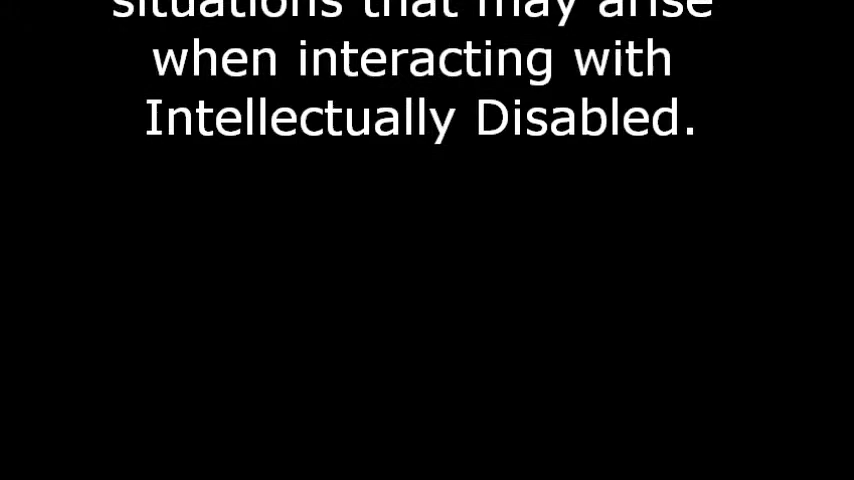 situations that may arise
when interacting with
Intellectually Disabled.